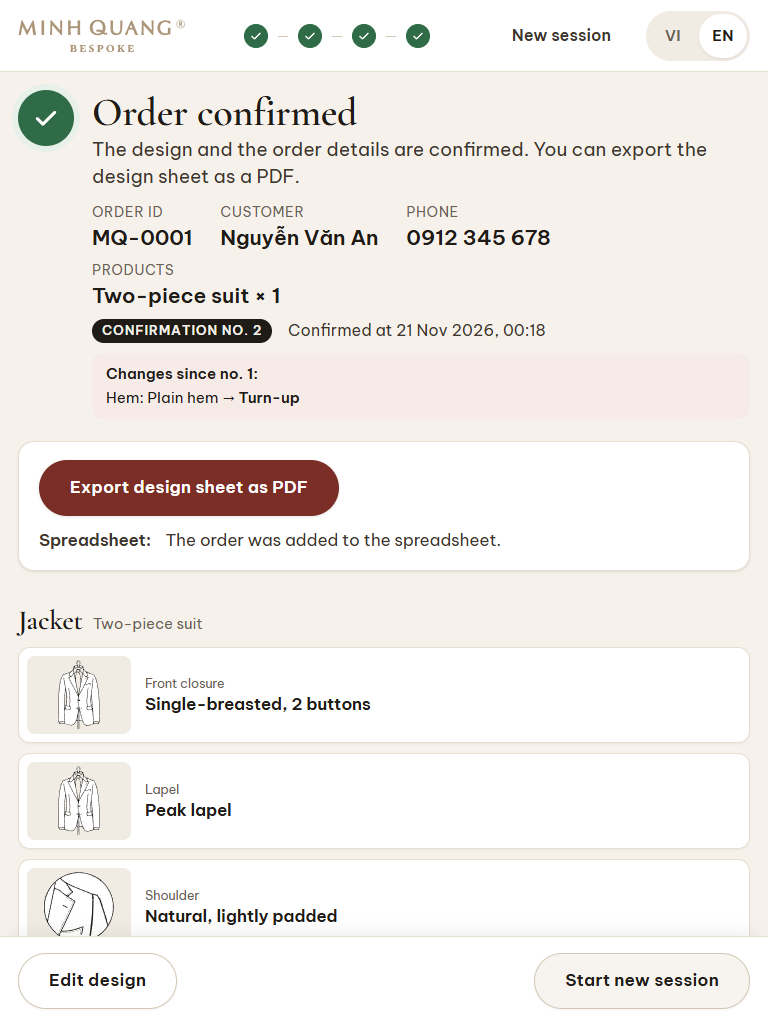 MINH QUANG®
BESPOKE
New session
VI
EN
Order confirmed
The design and the order details are confirmed. You can export the
design sheet as a PDF.
ORDER ID
MQ-0001
CUSTOMER
Nguyễn Văn An
PHONE
0912 345 678
PRODUCTS
Two-piece suit × 1
CONFIRMATION NO. 2
Confirmed at 21 Nov 2026, 00:18
Changes since no. 1:
Hem: Plain hem → Turn-up
Export design sheet as PDF
Spreadsheet: The order was added to the spreadsheet.
Jacket Two-piece suit
Front closure
Single-breasted, 2 buttons
Lapel
Peak lapel
Shoulder
Natural, lightly padded
Edit design
Start new session